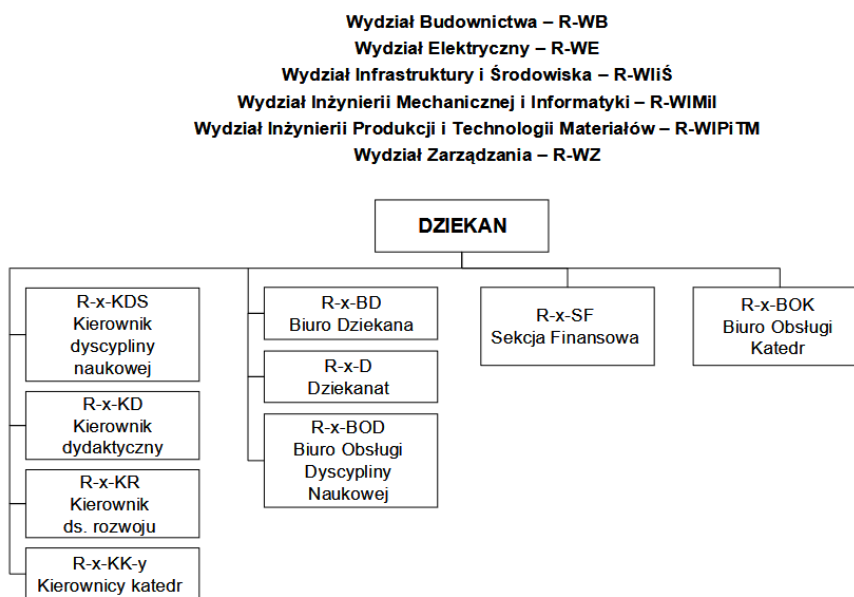 Wydział Budownictwa – R-WB
Wydział Elektryczny – R-WE
Wydział Infrastruktury i Środowiska – R-WIiŚ
Wydział Inżynierii Mechanicznej i Informatyki – R-WIMiI
Wydział Inżynierii Produkcji i Technologii Materiałów – R-WIPiTM
Wydział Zarządzania – R-WZ
DZIEKAN
R-x-KDS
Kierownik
dyscypliny
naukowej
R-x-KD
Kierownik
dydaktyczny
R-x-KR
Kierownik
ds. rozwoju
R-x-KK-y
Kierownicy katedr
R-x-BD
Biuro Dziekana
R-x-D
Dziekanat
R-x-BOD
Biuro Obsługi
Dyscypliny
Naukowej
R-x-SF
Sekcja Finansowa
R-x-BOK
Biuro Obsługi
Katedr